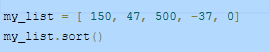 my_list = [ 150, 47, 500, -37, 0]
my_list.sort()